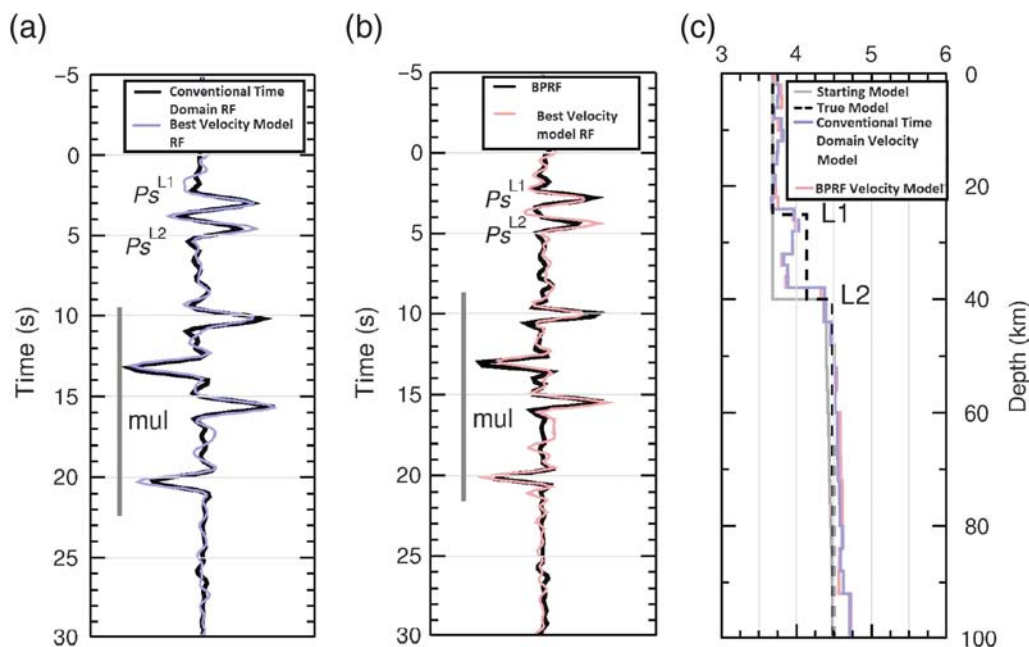 (a)
(b)
(c)
−5
0
5
10
15
20
25
30
Time (s)
Conventional Time
Domain RF
Best Velocity Model
RF
Ps^L1
Ps^L2
mul
−5
0
5
10
15
20
25
30
Time (s)
BPRF
Best Velocity
model RF
Ps^L1
Ps^L2
mul
3 4 5 6
Starting Model
True Model
Conventional Time
Domain Velocity
Model
BPRF Velocity Model
L1
L2
0
20
40
60
80
100
Depth (km)